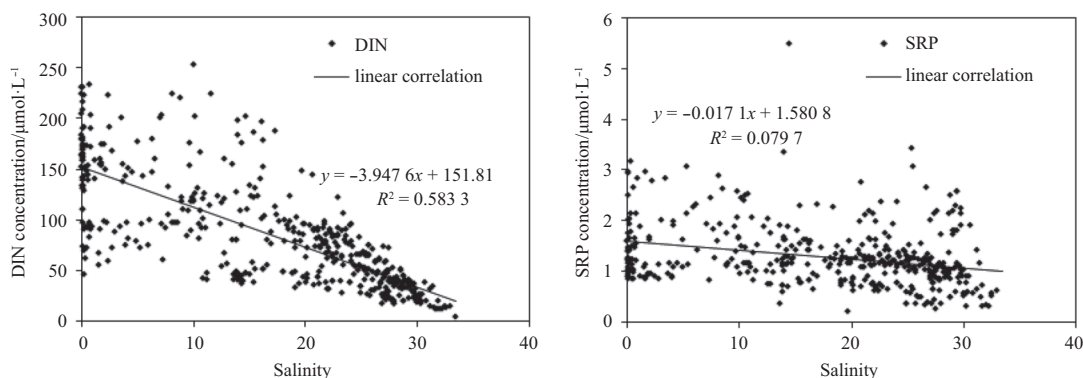 300
250
200
150
100
50
0
DIN concentration/μmol·L⁻¹
DIN
linear correlation
y = −3.947 6x + 151.81
R² = 0.583 3
0 10 20 30 40
Salinity
6
5
4
3
2
1
0
SRP concentration/μmol·L⁻¹
SRP
linear correlation
y = −0.017 1x + 1.580 8
R² = 0.079 7
0 10 20 30 40
Salinity